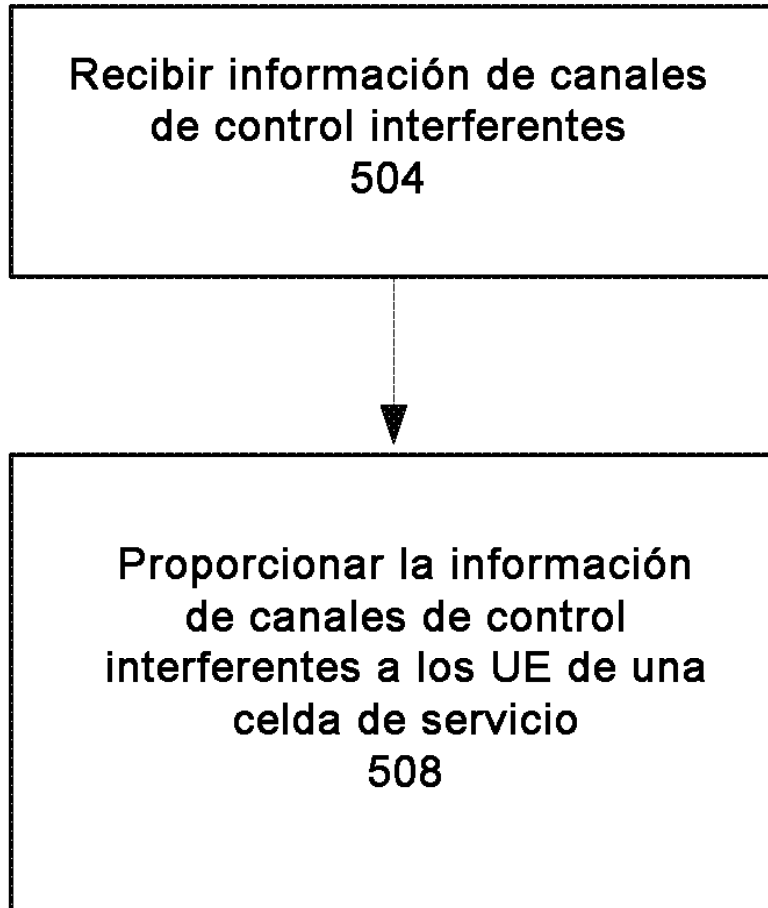 Recibir información de canales
de control interferentes
504
Proporcionar la información
de canales de control
interferentes a los UE de una
celda de servicio
508